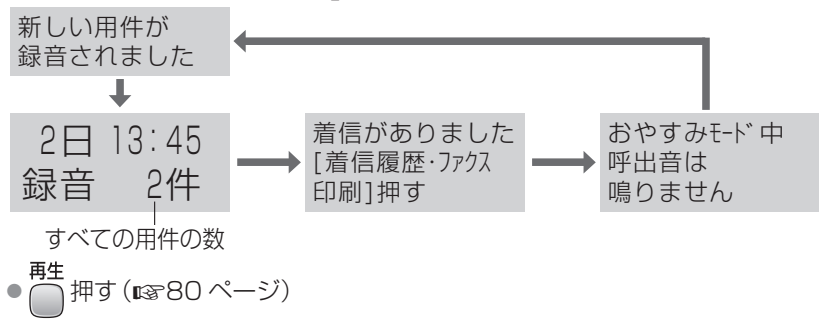 新しい用件が
録音されました
2日 13:45
録音 2件
すべての用件の数
着信がありました
[着信履歴･ﾌｧｸｽ
印刷]押す
おやすみﾓｰﾄﾞ中
呼出音は
鳴りません
再生
● 押す(☞80 ページ)